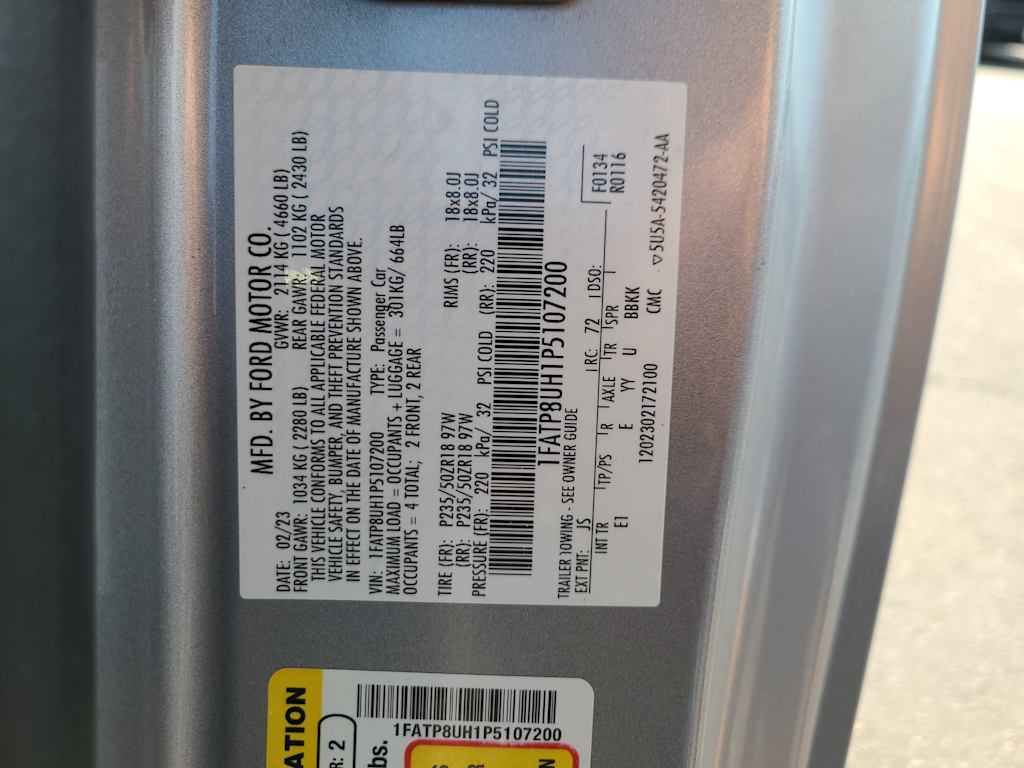 MFD. BY FORD MOTOR CO.
DATE: 02/23 GVWR: 2114 KG ( 4660 LB)
FRONT GAWR: 1034 KG ( 2280 LB) REAR GAWR: 1102 KG ( 2430 LB)
THIS VEHICLE CONFORMS TO ALL APPLICABLE FEDERAL MOTOR
VEHICLE SAFETY, BUMPER, AND THEFT PREVENTION STANDARDS
IN EFFECT ON THE DATE OF MANUFACTURE SHOWN ABOVE.
VIN: 1FATP8UH1P5107200 TYPE: Passenger Car
MAXIMUM LOAD = OCCUPANTS + LUGGAGE = 301KG/ 664LB
OCCUPANTS = 4 TOTAL; 2 FRONT, 2 REAR
TIRE (FR): P235/50ZR18 97W RIMS (FR): 18x8.0J
(RR): P235/50ZR18 97W (RR): 18x8.0J
PRESSURE (FR): 220 kPa/ 32 PSI COLD (RR): 220 kPa/ 32 PSI COLD
1FATP8UH1P5107200
F0134
R0116
TRAILER TOWING - SEE OWNER GUIDE
EXT PNT: JS RC: 72 DSO:
INT TR TP/PS R AXLE TR SPR
E1 E YY U BBKK
120230217 2100 CMC ▽5U5A-5420472-AA
ATION
R: 2
bs.
1FATP8UH1P5107200